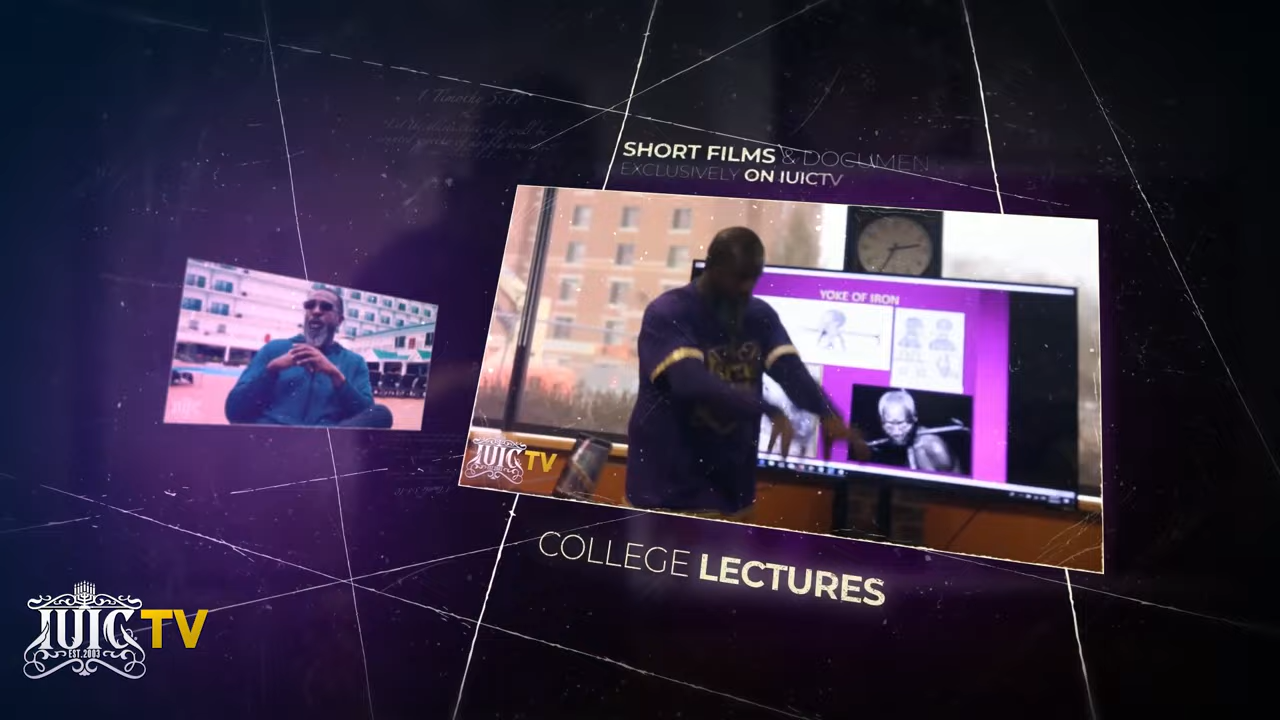 1 Timothy 5:17
SHORT FILMS & DOCUMEN
EXCLUSIVELY ON IUICTV
YOKE OF IRON
IUIC TV
COLLEGE LECTURES
IUIC TV
EST. 2003